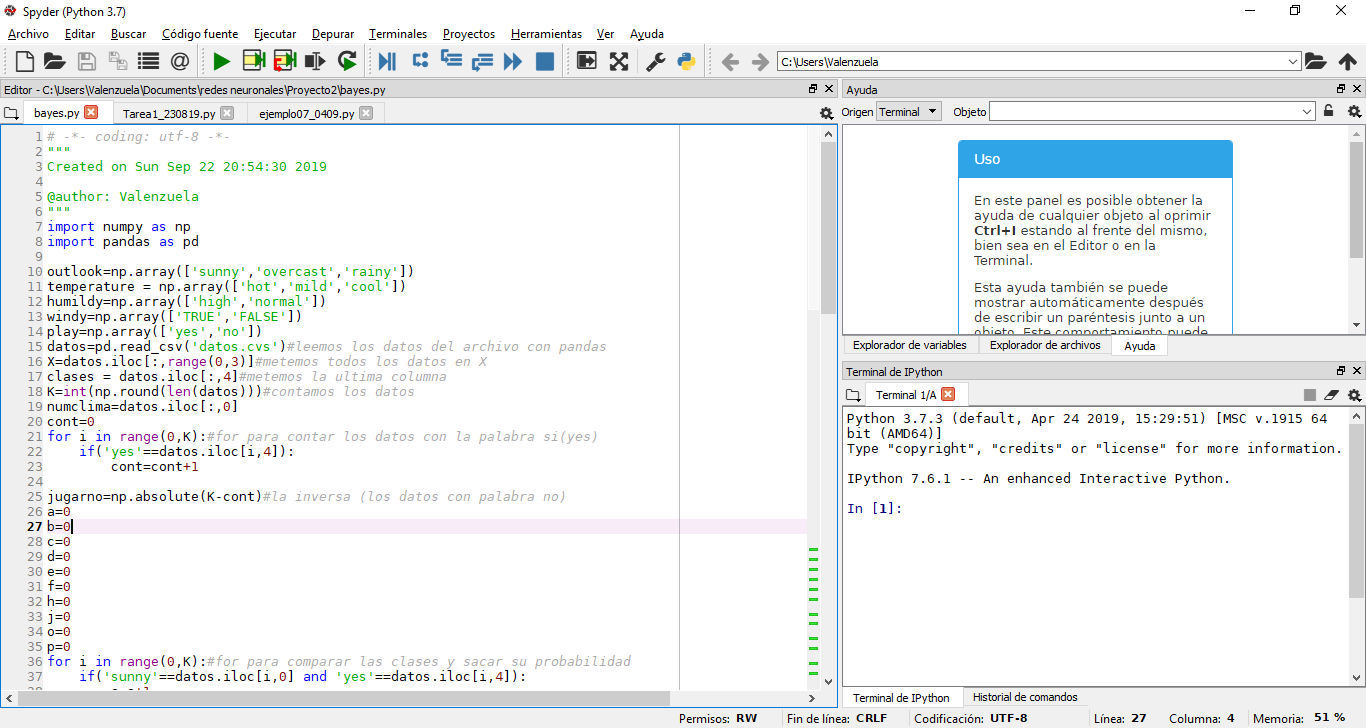 Spyder (Python 3.7)
Archivo Editar Buscar Código fuente Ejecutar Depurar Terminales Proyectos Herramientas Ver Ayuda
C:\Users\Valenzuela
Editor - C:\Users\Valenzuela\Documents\redes neuronales\Proyecto2\bayes.py
bayes.py Tarea1_230819.py ejemplo07_0409.py
1 # -*- coding: utf-8 -*-
2 """
3 Created on Sun Sep 22 20:54:30 2019
4
5 @author: Valenzuela
6 """
7 import numpy as np
8 import pandas as pd
9
10 outlook=np.array(['sunny','overcast','rainy'])
11 temperature = np.array(['hot','mild','cool'])
12 humildy=np.array(['high','normal'])
13 windy=np.array(['TRUE','FALSE'])
14 play=np.array(['yes','no'])
15 datos=pd.read_csv('datos.cvs')#leemos los datos del archivo con pandas
16 X=datos.iloc[:,range(0,3)]#metemos todos los datos en X
17 clases = datos.iloc[:,4]#metemos la ultima columna
18 K=int(np.round(len(datos)))#contamos los datos
19 numclima=datos.iloc[:,0]
20 cont=0
21 for i in range(0,K):#for para contar los datos con la palabra si(yes)
22     if('yes'==datos.iloc[i,4]):
23         cont=cont+1
24
25 jugarno=np.absolute(K-cont)#la inversa (los datos con palabra no)
26 a=0
27 b=0
28 c=0
29 d=0
30 e=0
31 f=0
32 h=0
33 j=0
34 o=0
35 p=0
36 for i in range(0,K):#for para comparar las clases y sacar su probabilidad
37     if('sunny'==datos.iloc[i,0] and 'yes'==datos.iloc[i,4]):
Ayuda
Origen Terminal Objeto
Uso
En este panel es posible obtener la
ayuda de cualquier objeto al oprimir
Ctrl+I estando al frente del mismo,
bien sea en el Editor o en la
Terminal.
Esta ayuda también se puede
mostrar automáticamente después
de escribir un paréntesis junto a un
objeto. Este comportamiento puede
Explorador de variables Explorador de archivos Ayuda
Terminal de IPython
Terminal 1/A
Python 3.7.3 (default, Apr 24 2019, 15:29:51) [MSC v.1915 64
bit (AMD64)]
Type "copyright", "credits" or "license" for more information.
IPython 7.6.1 -- An enhanced Interactive Python.
In [1]:
Terminal de IPython Historial de comandos
Permisos: RW Fin de línea: CRLF Codificación: UTF-8 Línea: 27 Columna: 4 Memoria: 51 %